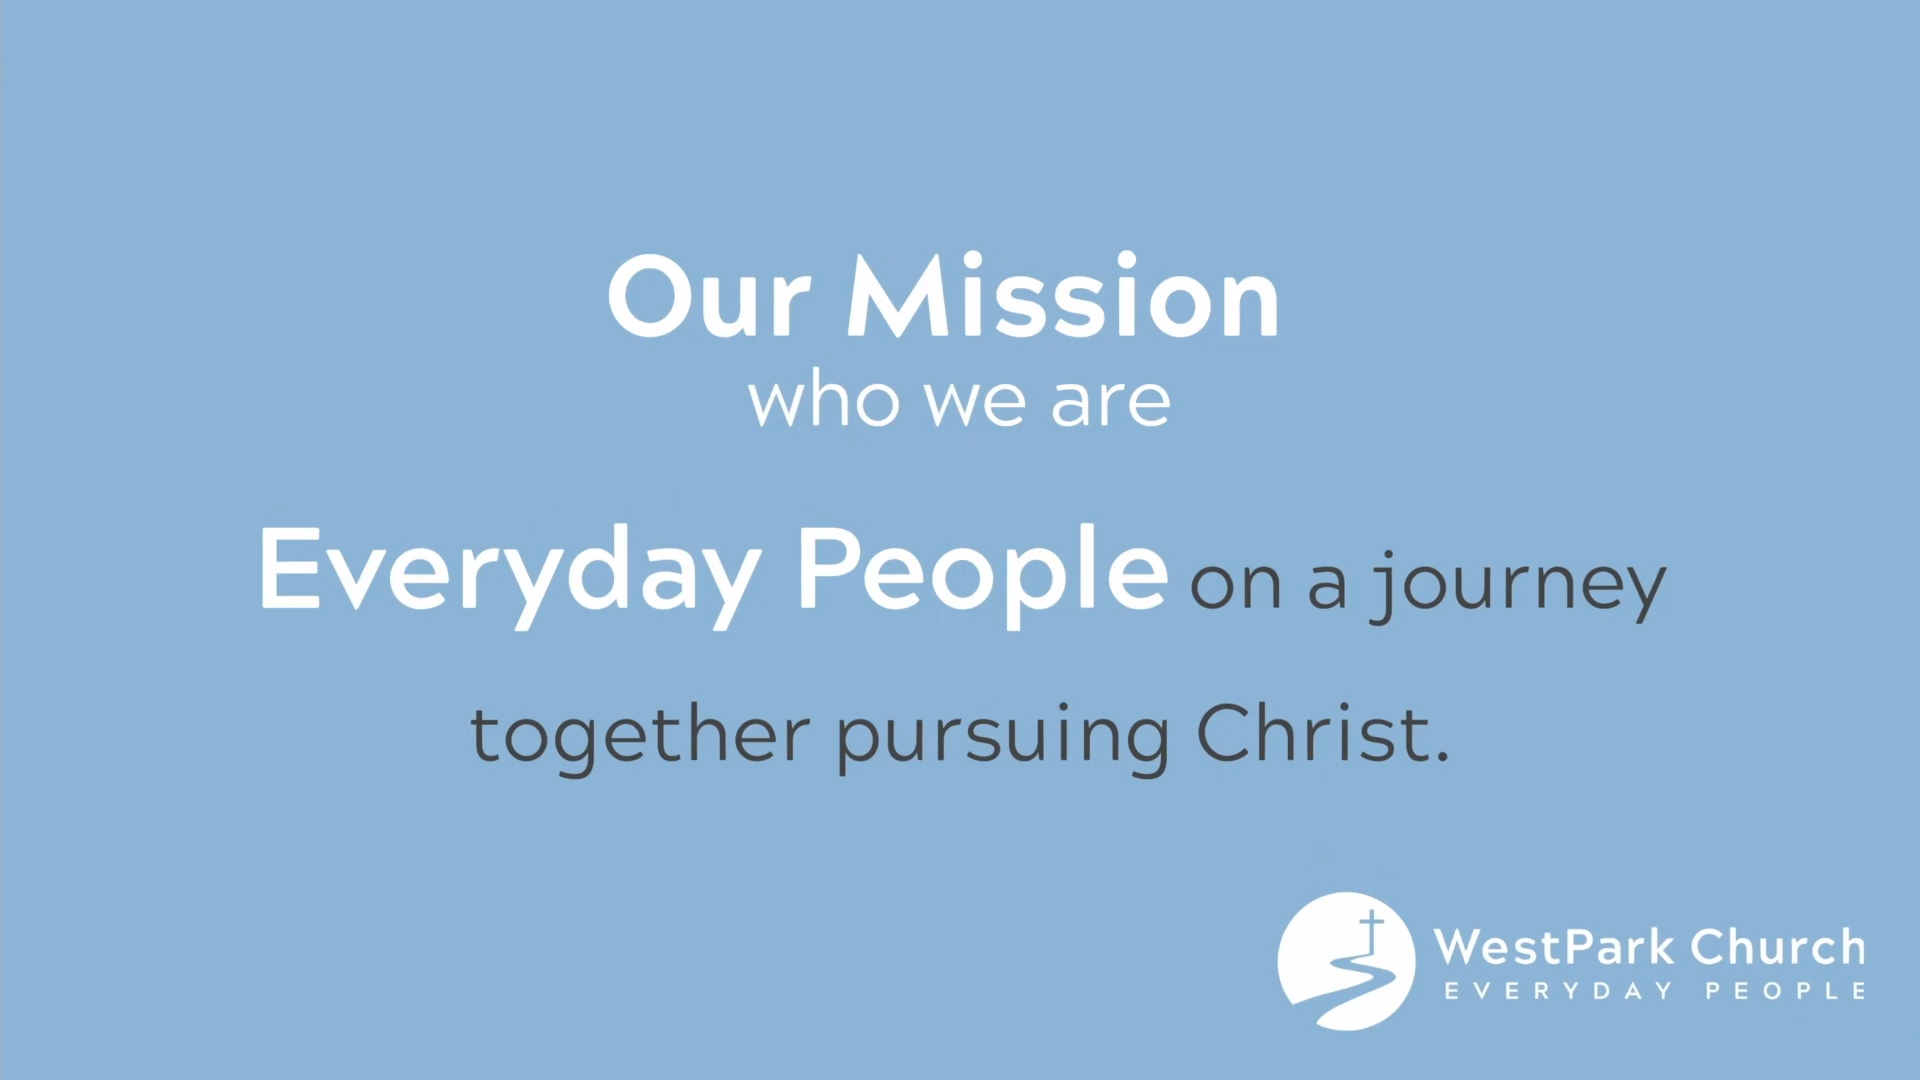 Our Mission
who we are
Everyday People on a journey
together pursuing Christ.
WestPark Church
EVERYDAY PEOPLE